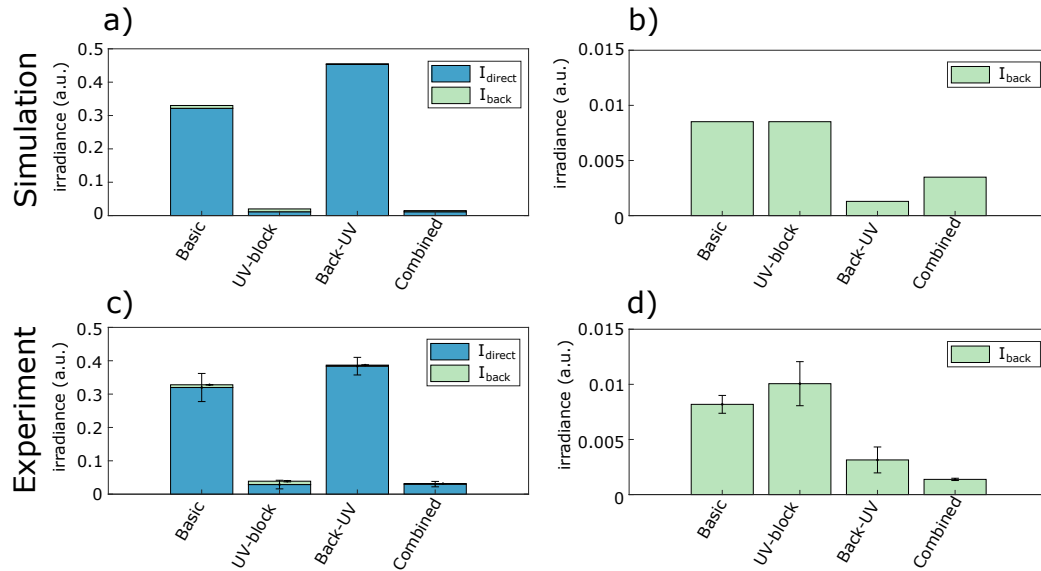 Simulation
a)
irradiance (a.u.)
0.5
0.4
0.3
0.2
0.1
0
I_direct
I_back
Basic
UV-block
Back-UV
Combined
b)
irradiance (a.u.)
0.015
0.01
0.005
0
I_back
Basic
UV-block
Back-UV
Combined
Experiment
c)
irradiance (a.u.)
0.5
0.4
0.3
0.2
0.1
0
I_direct
I_back
Basic
UV-block
Back-UV
Combined
d)
irradiance (a.u.)
0.015
0.01
0.005
0
I_back
Basic
UV-block
Back-UV
Combined